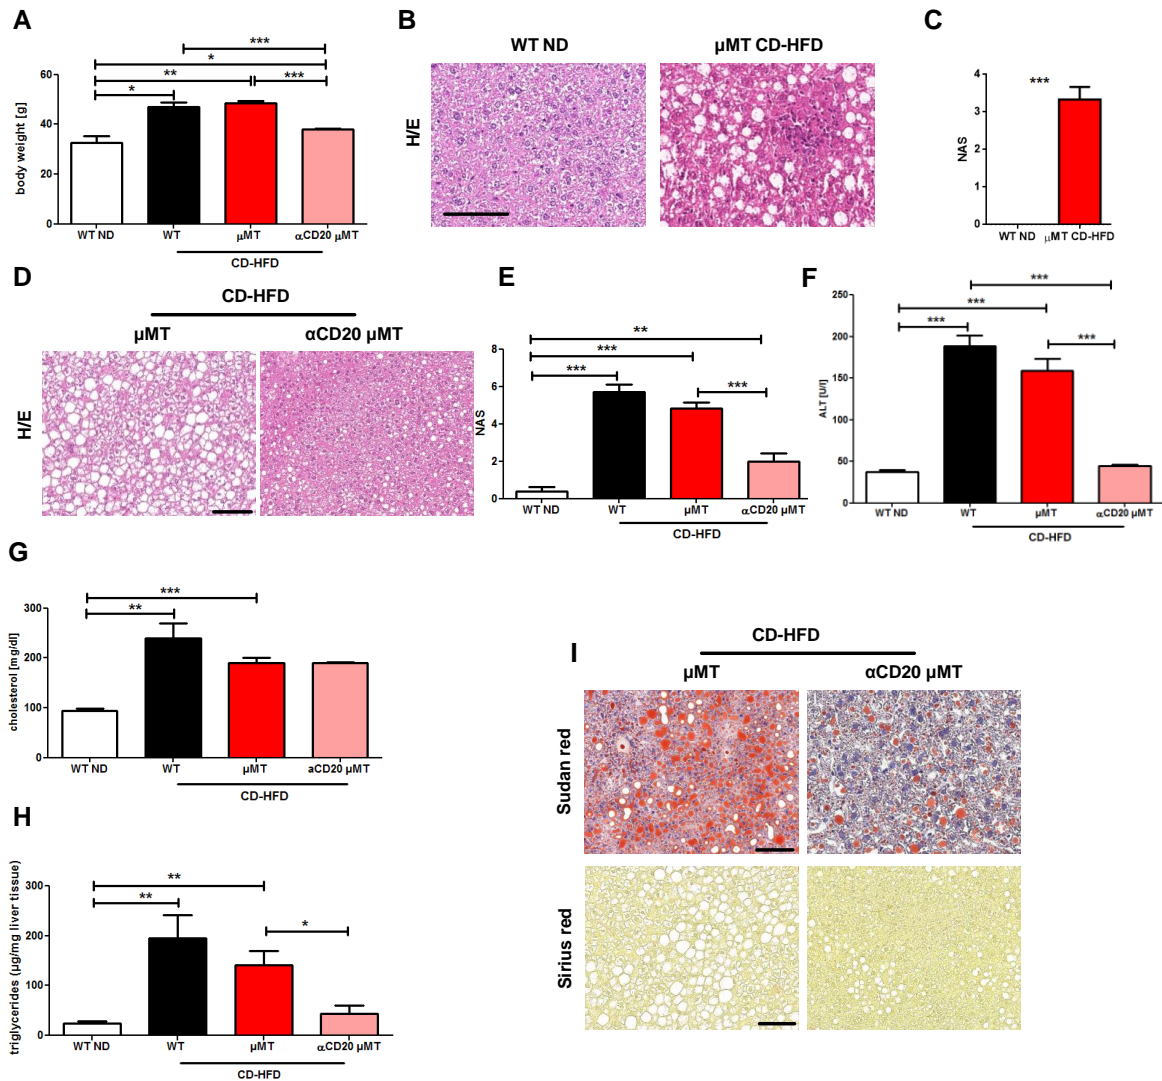 A
***
*
**
***
*
body weight [g]
60
40
20
0
WT ND
WT
µMT
αCD20 µMT
CD-HFD
B
WT ND
µMT CD-HFD
H/E
C
***
NAS
4
3
2
1
0
WT ND
µMT CD-HFD
D
CD-HFD
µMT
αCD20 µMT
H/E
E
**
***
***
***
NAS
8
6
4
2
0
WT ND
WT
µMT
αCD20 µMT
CD-HFD
F
***
***
***
***
ALT [U/l]
250
200
150
100
50
0
WT ND
WT
µMT
αCD20 µMT
CD-HFD
G
***
**
cholesterol [mg/dl]
300
200
100
0
WT ND
WT
µMT
aCD20 µMT
CD-HFD
H
**
**
*
triglycerides (µg/mg liver tissue)
300
200
100
0
WT ND
WT
µMT
αCD20 µMT
CD-HFD
I
CD-HFD
µMT
αCD20 µMT
Sudan red
Sirius red